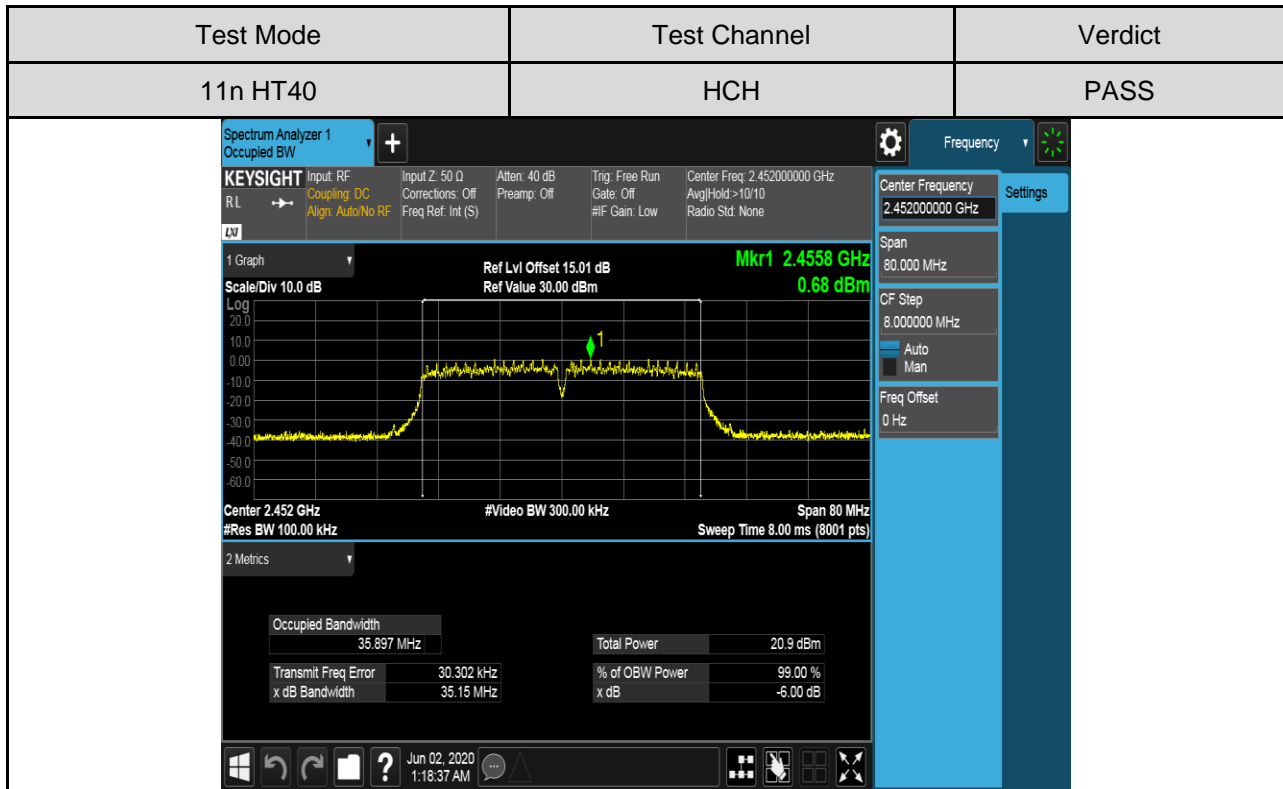 Test Mode Test Channel Verdict
11n HT40 HCH PASS
Spectrum Analyzer 1
Occupied BW
+
Frequency
KEYSIGHT
RL
LXI
Input: RF
Coupling: DC
Align: Auto/No RF
Input Z: 50 Ω
Corrections: Off
Freq Ref: Int (S)
Atten: 40 dB
Preamp: Off
Trig: Free Run
Gate: Off
#IF Gain: Low
Center Freq: 2.452000000 GHz
Avg|Hold:>10/10
Radio Std: None
Center Frequency
2.452000000 GHz
Settings
Span
80.000 MHz
CF Step
8.000000 MHz
Auto
Man
Freq Offset
0 Hz
1 Graph
Scale/Div 10.0 dB
Ref Lvl Offset 15.01 dB
Ref Value 30.00 dBm
Mkr1 2.4558 GHz
0.68 dBm
Log
20.0
10.0
0.00
-10.0
-20.0
-30.0
-40.0
-50.0
-60.0
1
Center 2.452 GHz #Video BW 300.00 kHz Span 80 MHz
#Res BW 100.00 kHz Sweep Time 8.00 ms (8001 pts)
2 Metrics
Occupied Bandwidth
35.897 MHz
Total Power 20.9 dBm
Transmit Freq Error 30.302 kHz
% of OBW Power 99.00 %
x dB Bandwidth 35.15 MHz
x dB -6.00 dB
?
Jun 02, 2020
1:18:37 AM